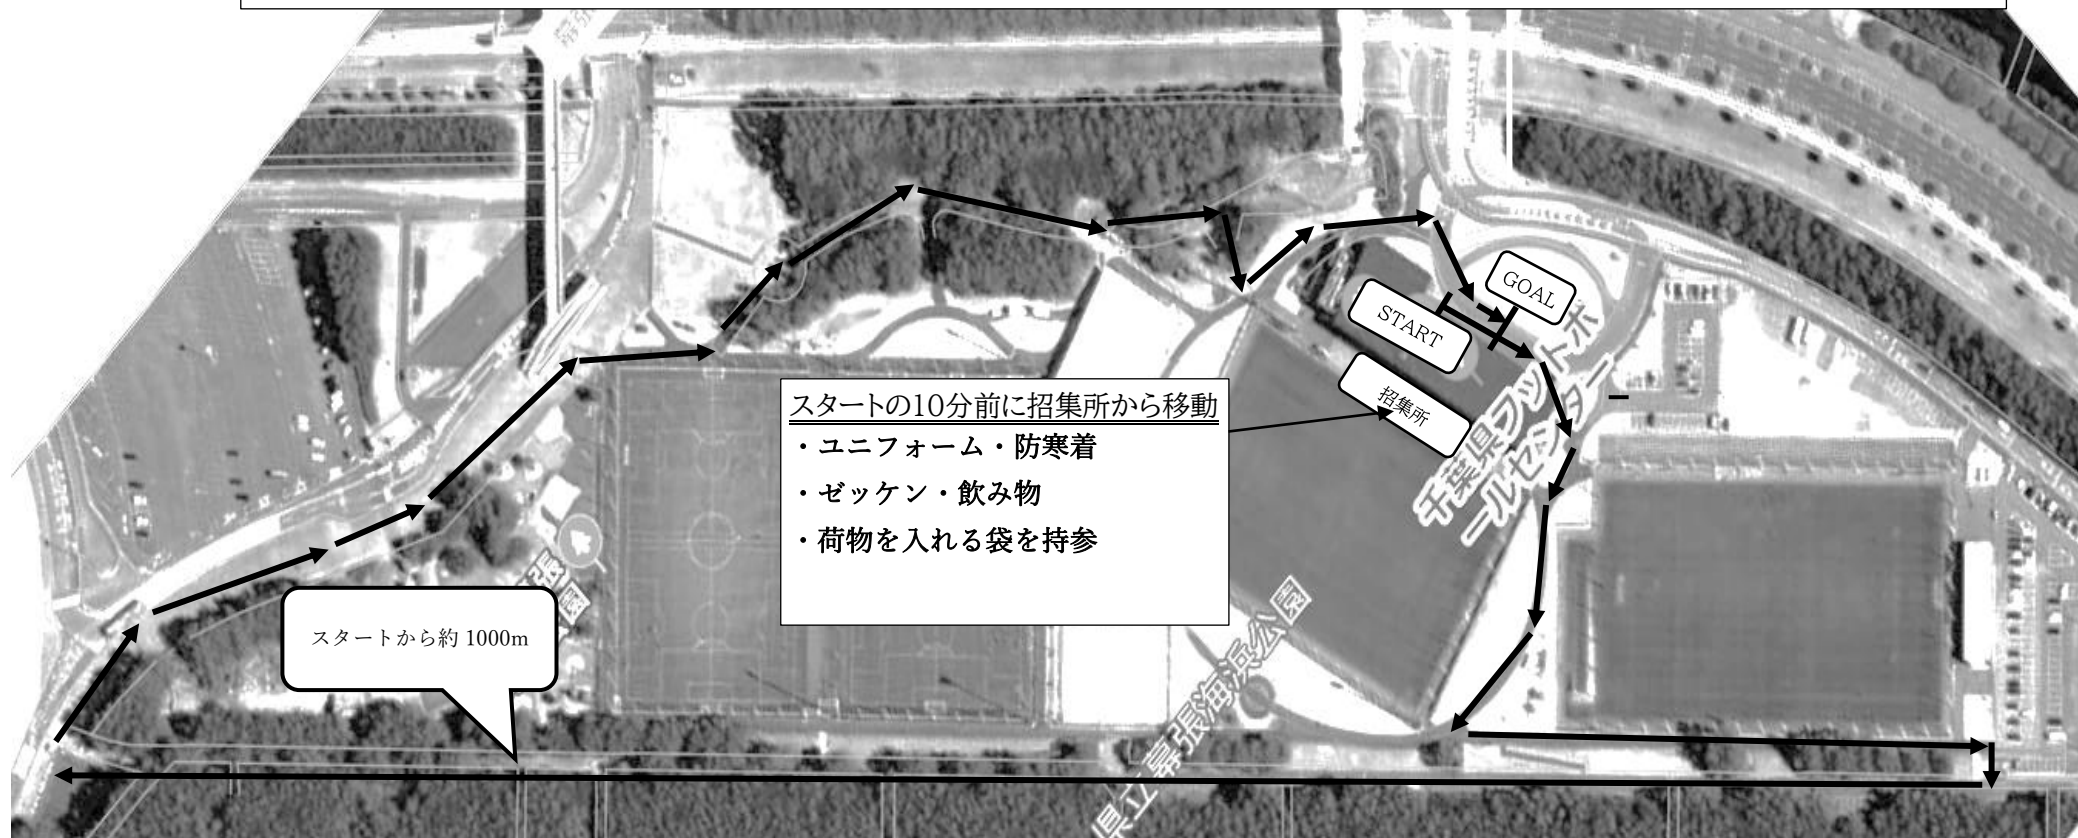 GOAL
START
招集所
千葉県フットボ
ールセンター
スタートの10分前に招集所から移動
・ユニフォーム・防寒着
・ゼッケン・飲み物
・荷物を入れる袋を持参
スタートから約 1000m
県立幕張海浜公園